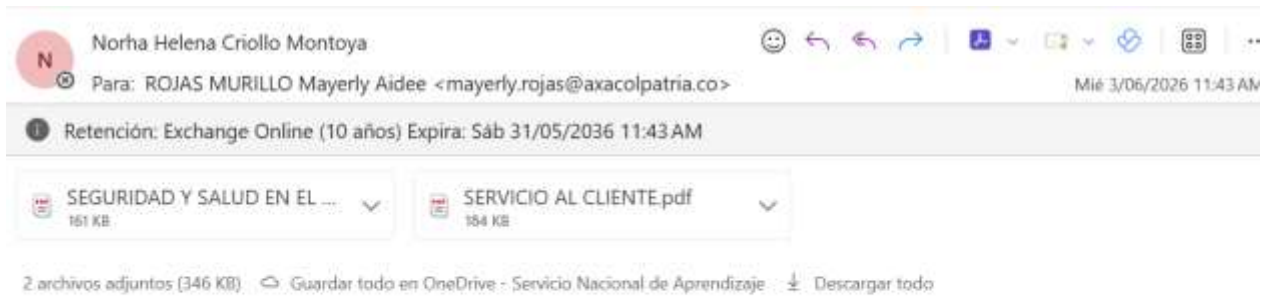 Norha Helena Criollo Montoya
N
Para: ROJAS MURILLO Mayerly Aidee <mayerly.rojas@axacolpatria.co>
Mié 3/06/2026 11:43 AM
Retención: Exchange Online (10 años) Expira: Sáb 31/05/2036 11:43 AM
SEGURIDAD Y SALUD EN EL ...
161 KB
SERVICIO AL CLIENTE.pdf
184 KB
2 archivos adjuntos (346 KB) Guardar todo en OneDrive - Servicio Nacional de Aprendizaje Descargar todo